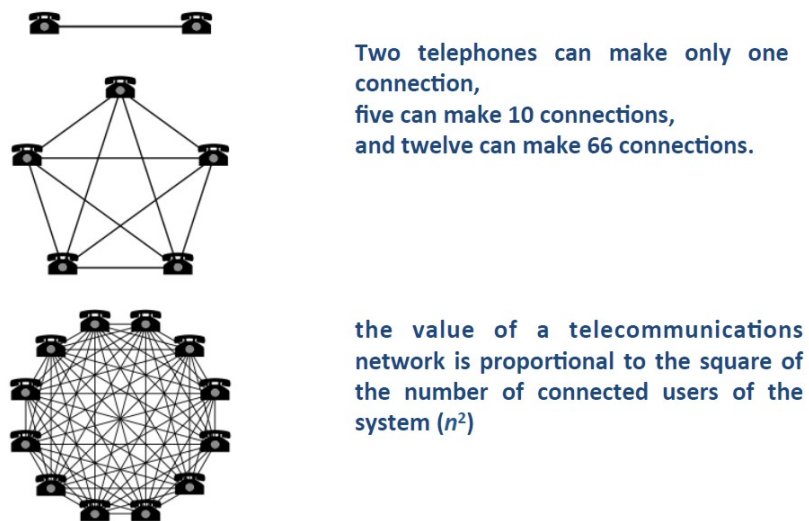 Two telephones can make only one
connection,
five can make 10 connections,
and twelve can make 66 connections.
the value of a telecommunications
network is proportional to the square of
the number of connected users of the
system (n²)